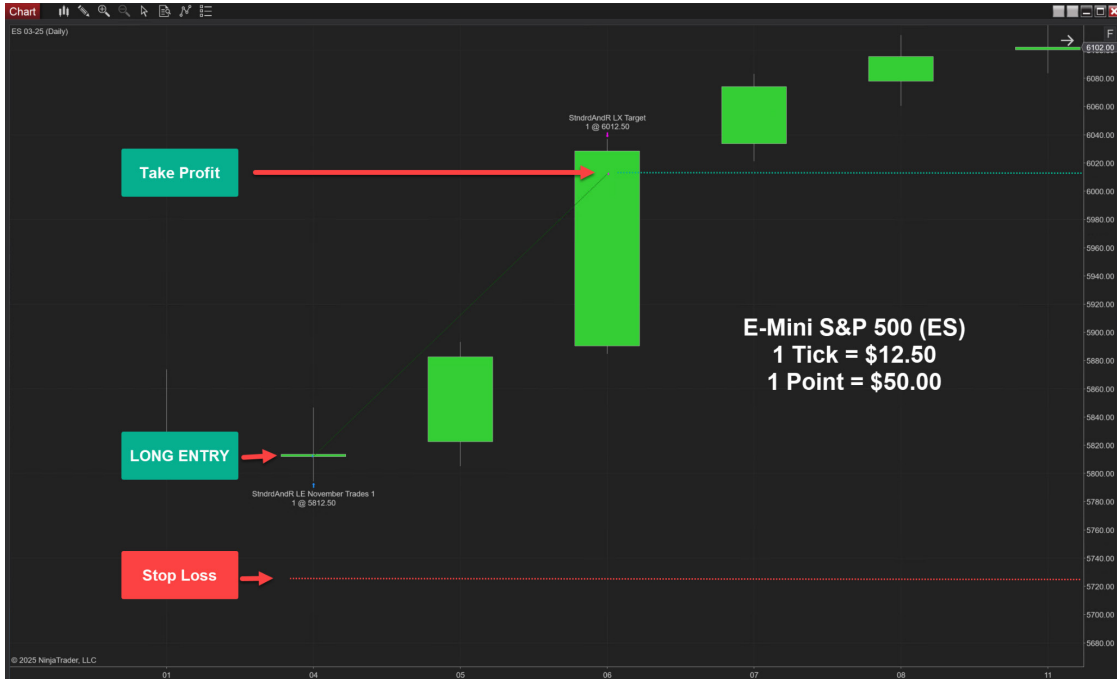 Chart
ES 03-25 (Daily)
F
6102.00
6080.00
6060.00
6040.00
6020.00
6000.00
5980.00
5960.00
5940.00
5920.00
5900.00
5880.00
5860.00
5840.00
5820.00
5800.00
5780.00
5760.00
5740.00
5720.00
5700.00
5680.00
StndrdAndR LX Target
1 @ 6012.50
Take Profit
E-Mini S&P 500 (ES)
1 Tick = $12.50
1 Point = $50.00
LONG ENTRY
StndrdAndR LE November Trades 1
1 @ 5812.50
Stop Loss
© 2025 NinjaTrader, LLC
01 04 05 06 07 08 11